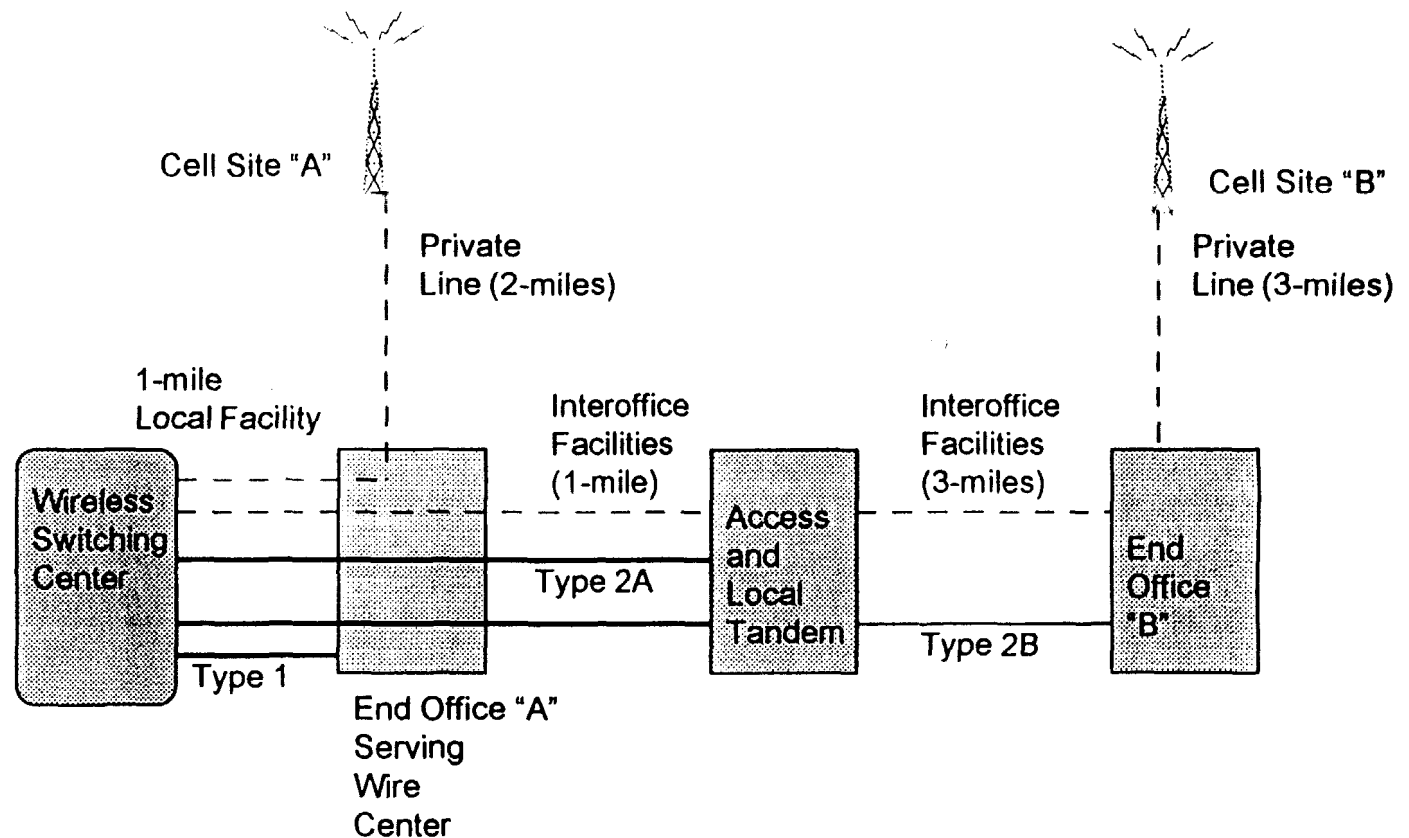 Cell Site "A"
Cell Site "B"
Private
Line (2-miles)
Private
Line (3-miles)
1-mile
Local Facility
Interoffice
Facilities
(1-mile)
Interoffice
Facilities
(3-miles)
Wireless
Switching
Center
Access
and
Local
Tandem
End
Office
"B"
Type 2A
Type 2B
Type 1
End Office "A"
Serving
Wire
Center